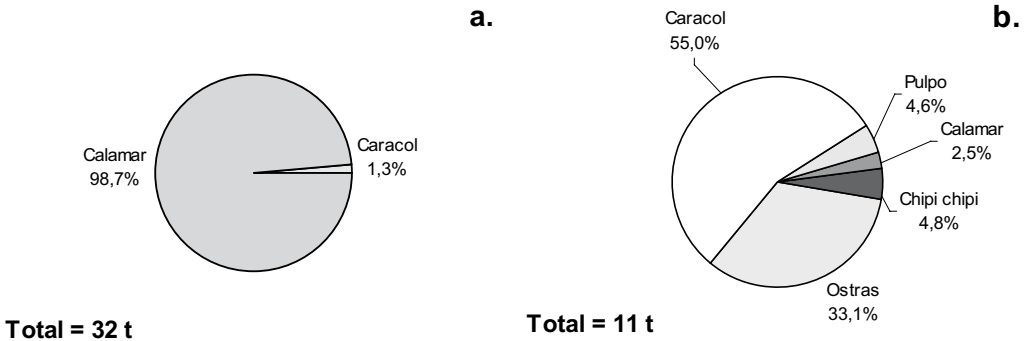 a.
Calamar
98,7%
Caracol
1,3%
Total = 32 t
b.
Caracol
55,0%
Pulpo
4,6%
Calamar
2,5%
Chipi chipi
4,8%
Ostras
33,1%
Total = 11 t